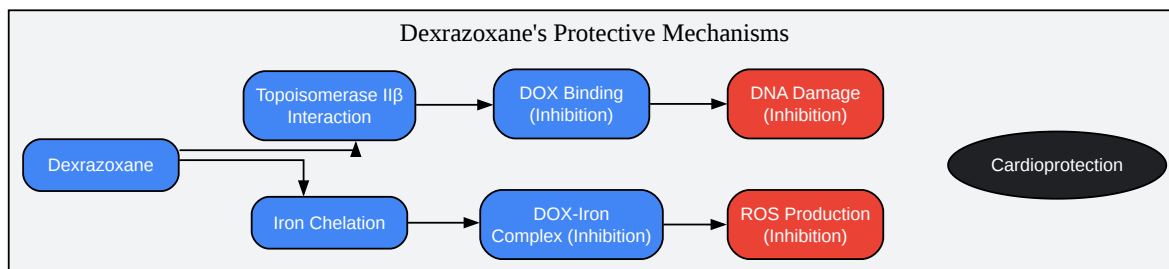 Dexrazoxane's Protective Mechanisms
Topoisomerase IIβ
Interaction
DOX Binding
(Inhibition)
DNA Damage
(Inhibition)
Dexrazoxane
Cardioprotection
Iron Chelation
DOX-Iron
Complex (Inhibition)
ROS Production
(Inhibition)